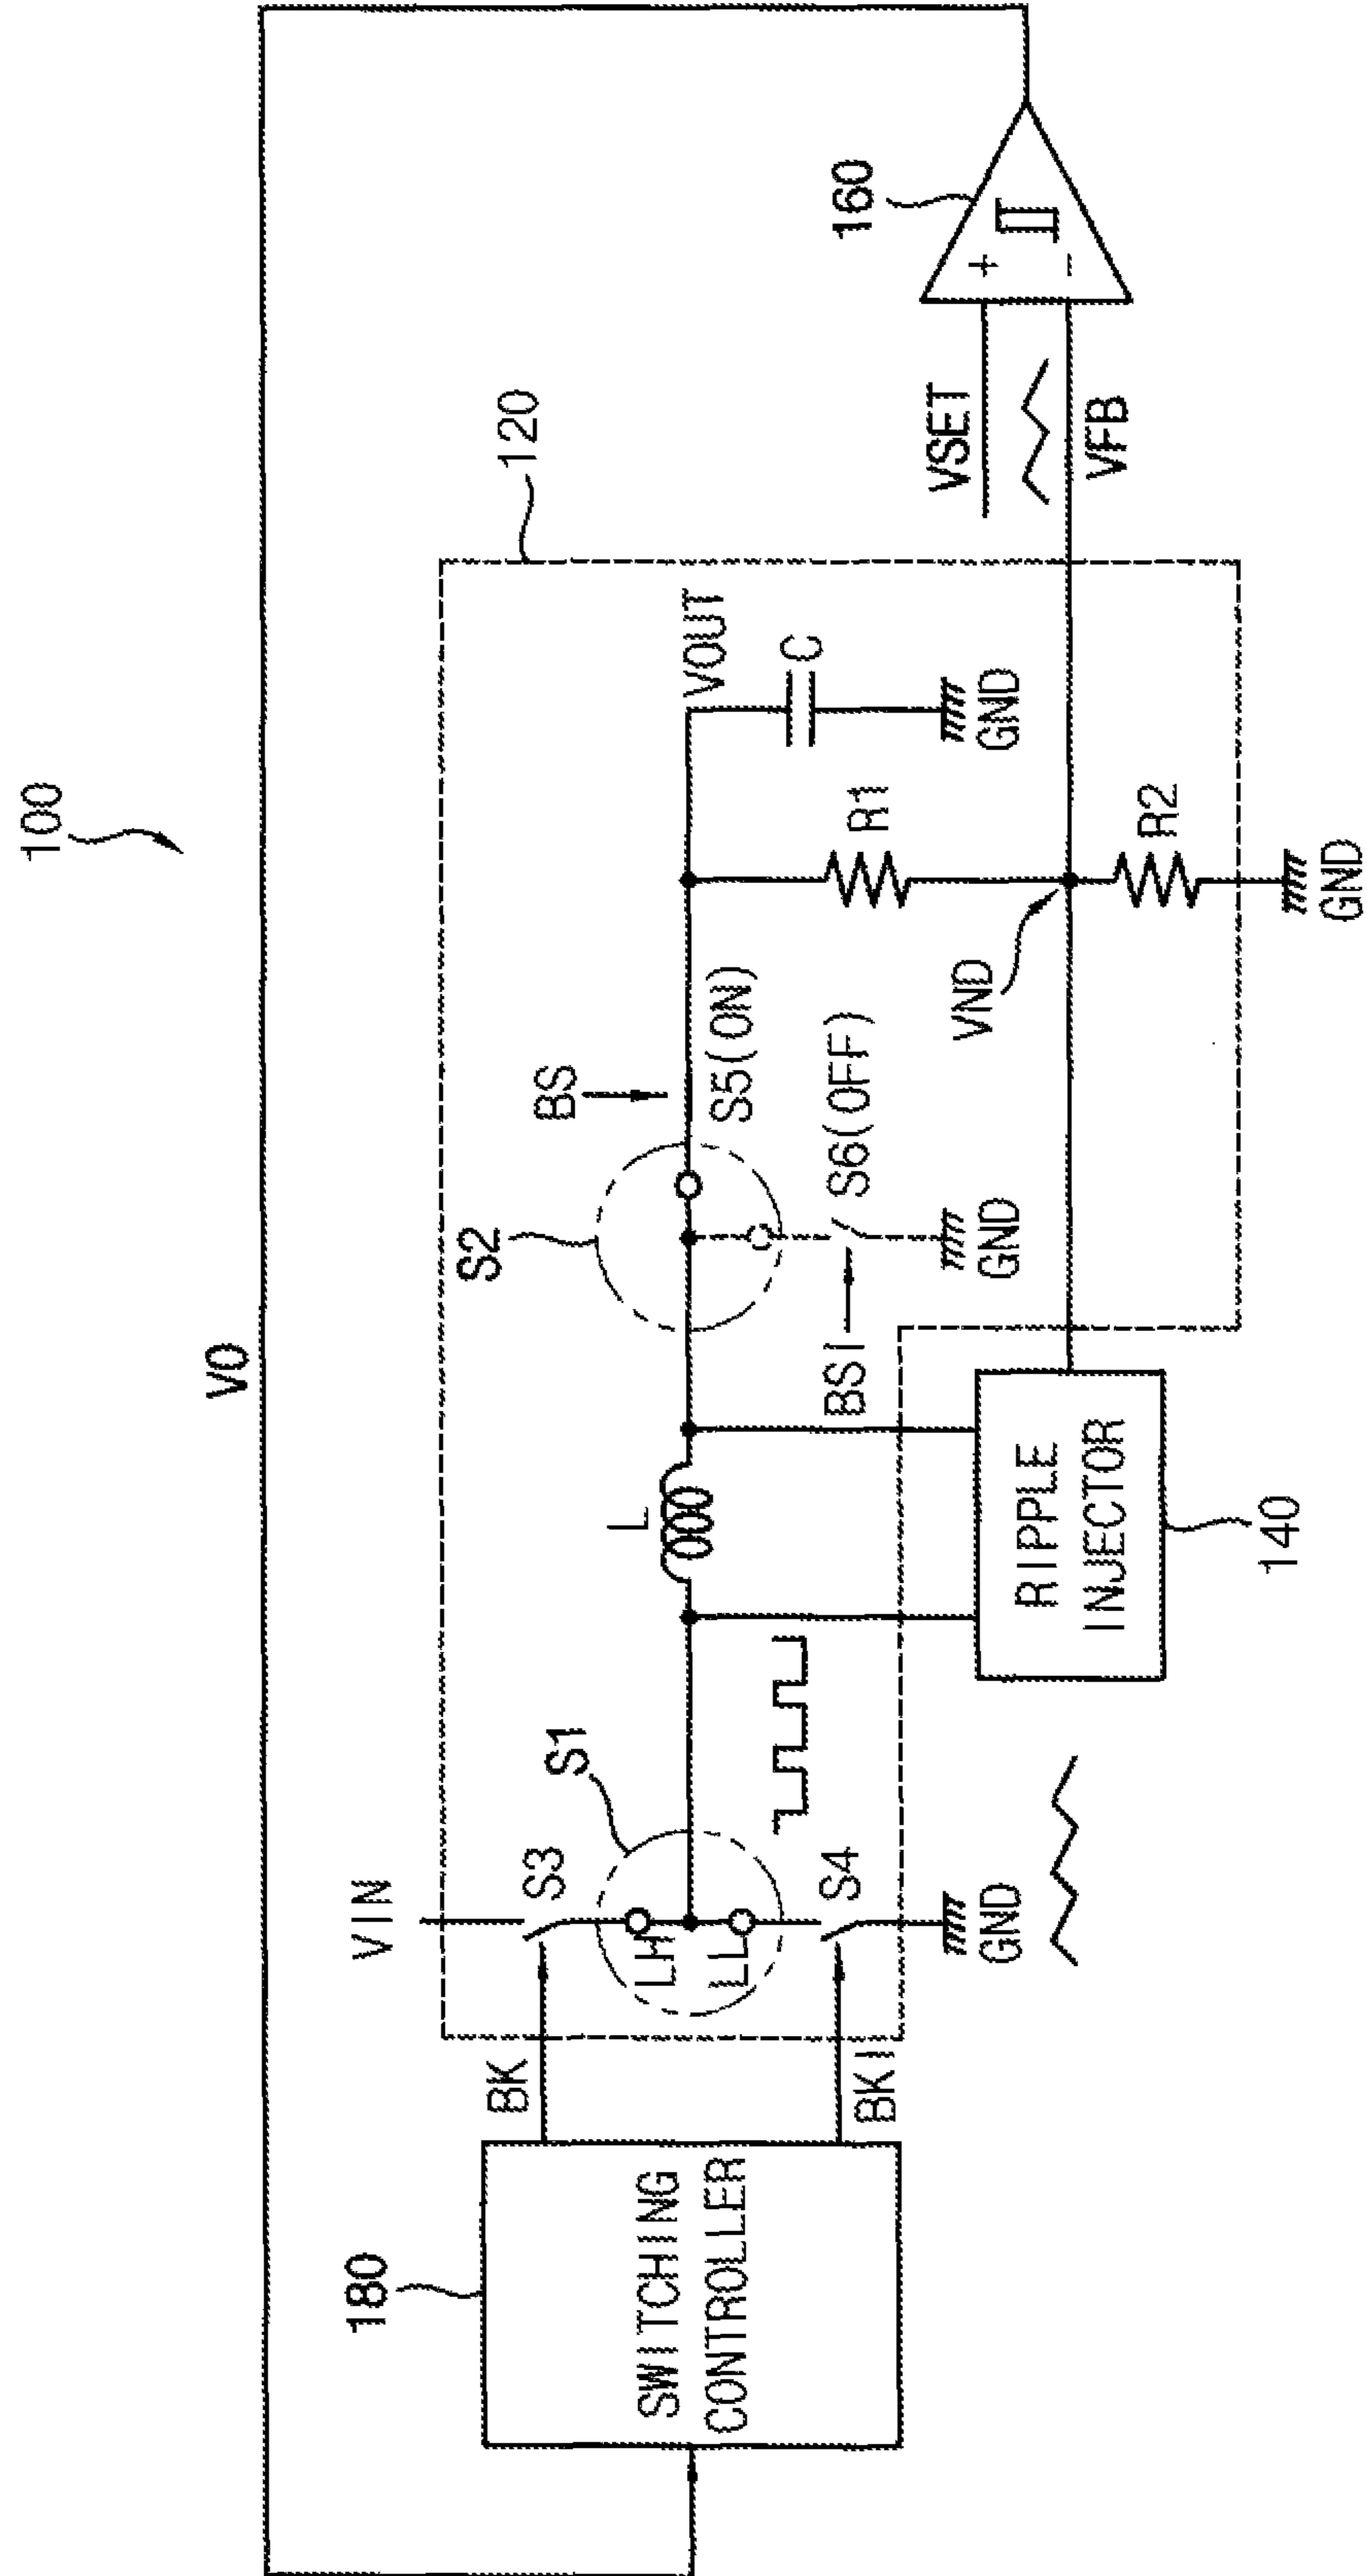 100
VO
180
SWITCHING
CONTROLLER
BK
BKI
VIN
S3
S1
LH
LL
S4
GND
L
RIPPLE
INJECTOR
140
S2
BS
S5(ON)
BSI
S6(OFF)
GND
120
VOUT
C
GND
R1
VND
R2
GND
VSET
VFB
160
+
-